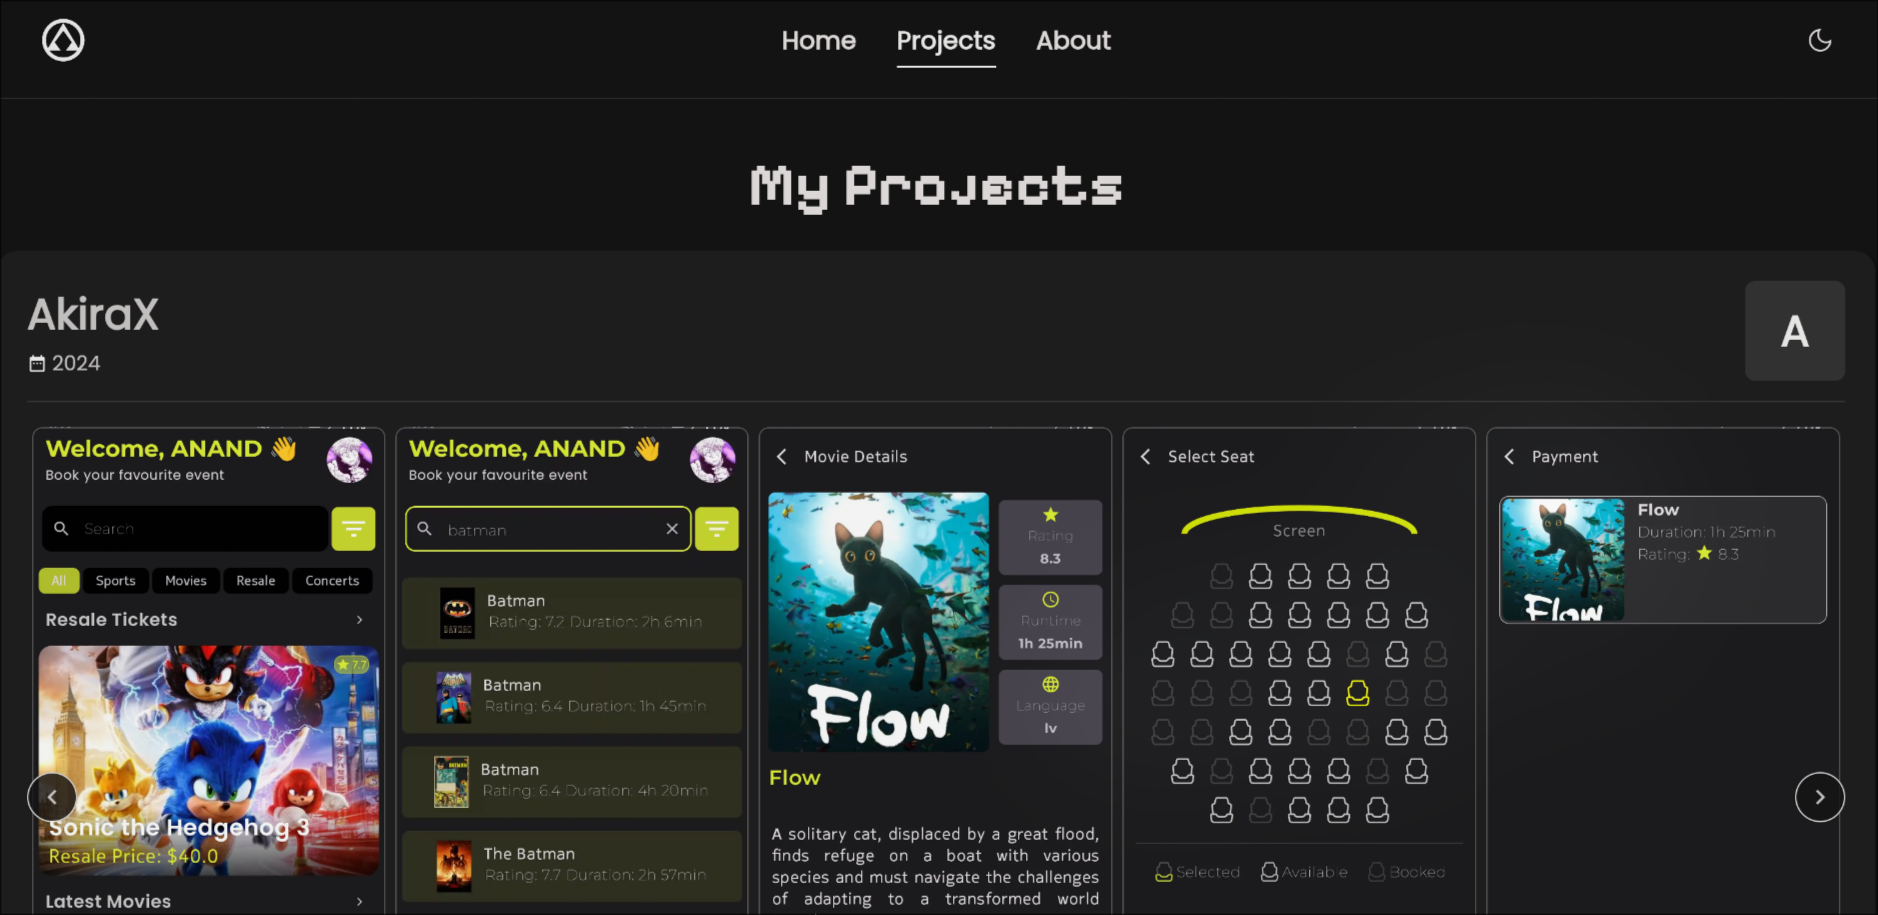 Home Projects About
My Projects
AkiraX
A
2024
Welcome, ANAND 👋
Book your favourite event
Search
All Sports Movies Resale Concerts
Resale Tickets
7.7
Sonic the Hedgehog 3
Resale Price: $40.0
Latest Movies
Welcome, ANAND 👋
Book your favourite event
batman
Batman
Rating: 7.2 Duration: 2h 6min
Batman
Rating: 6.4 Duration: 1h 45min
Batman
Rating: 6.4 Duration: 4h 20min
The Batman
Rating: 7.7 Duration: 2h 57min
Movie Details
Flow
Rating
8.3
Runtime
1h 25min
Language
lv
Flow
A solitary cat, displaced by a great flood,
finds refuge on a boat with various
species and must navigate the challenges
of adapting to a transformed world
Select Seat
Screen
Selected Available Booked
Payment
Flow
Flow
Duration: 1h 25min
Rating: ★ 8.3